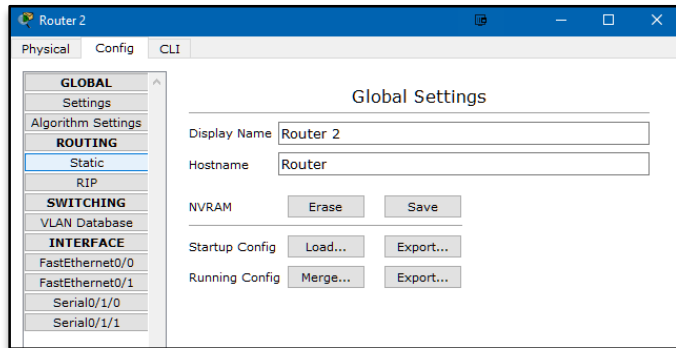 Router 2
Physical Config CLI
GLOBAL
Settings
Algorithm Settings
ROUTING
Static
RIP
SWITCHING
VLAN Database
INTERFACE
FastEthernet0/0
FastEthernet0/1
Serial0/1/0
Serial0/1/1
Global Settings
Display Name Router 2
Hostname Router
NVRAM Erase Save
Startup Config Load... Export...
Running Config Merge... Export...